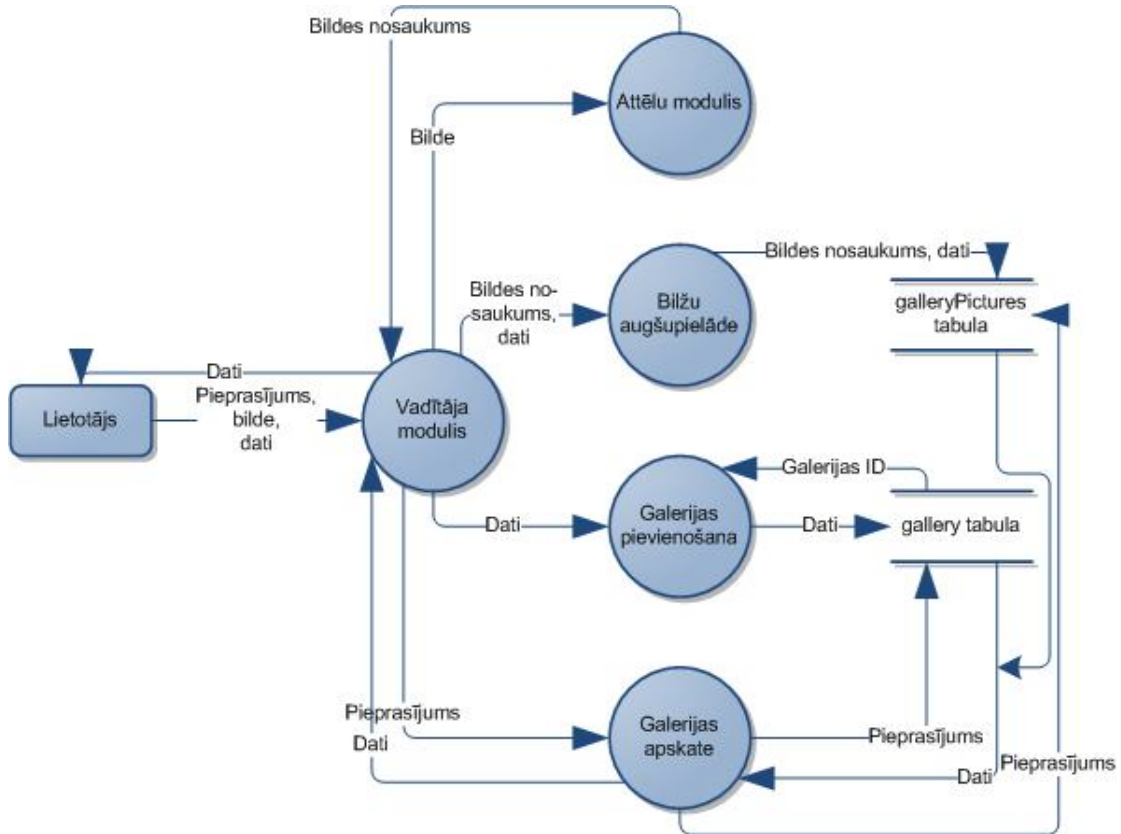 Bildes nosaukums
Attēlu modulis
Bilde
Bildes nosaukums, dati
Bildes no-
saukums,
dati
Bilžu
augšupielāde
galleryPictures
tabula
Dati
Lietotājs
Pieprasījums,
bilde,
dati
Vadītāja
modulis
Galerijas ID
Dati
Galerijas
pievienošana
Dati
gallery tabula
Pieprasījums
Dati
Galerijas
apskate
Pieprasījums
Dati
Pieprasījums